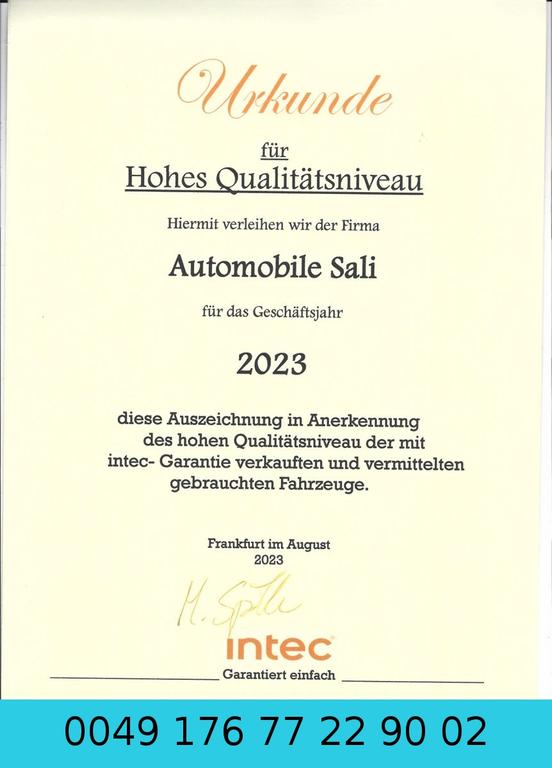 Urkunde
für
Hohes Qualitätsniveau
Hiermit verleihen wir der Firma
Automobile Sali
für das Geschäftsjahr
2023
diese Auszeichnung in Anerkennung
des hohen Qualitätsniveau der mit
intec- Garantie verkauften und vermittelten
gebrauchten Fahrzeuge.
Frankfurt im August
2023
intec
Garantiert einfach
0049 176 77 22 90 02